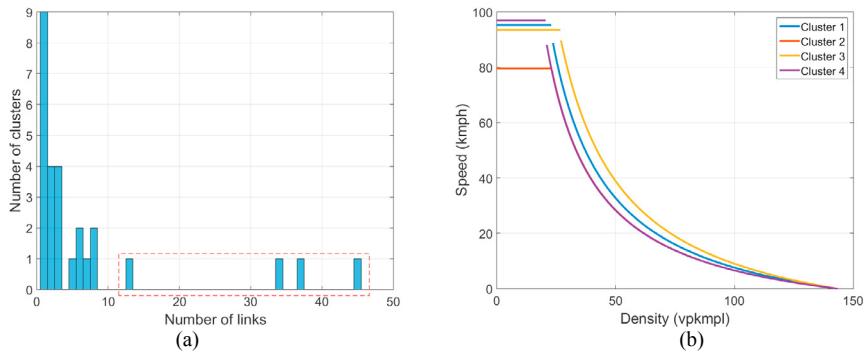 9
8
7
6
5
4
3
2
1
0
Number of clusters
0 10 20 30 40 50
Number of links
(a)
100
80
60
40
20
0
Speed (kmph)
Cluster 1
Cluster 2
Cluster 3
Cluster 4
0 50 100 150
Density (vpkmpl)
(b)